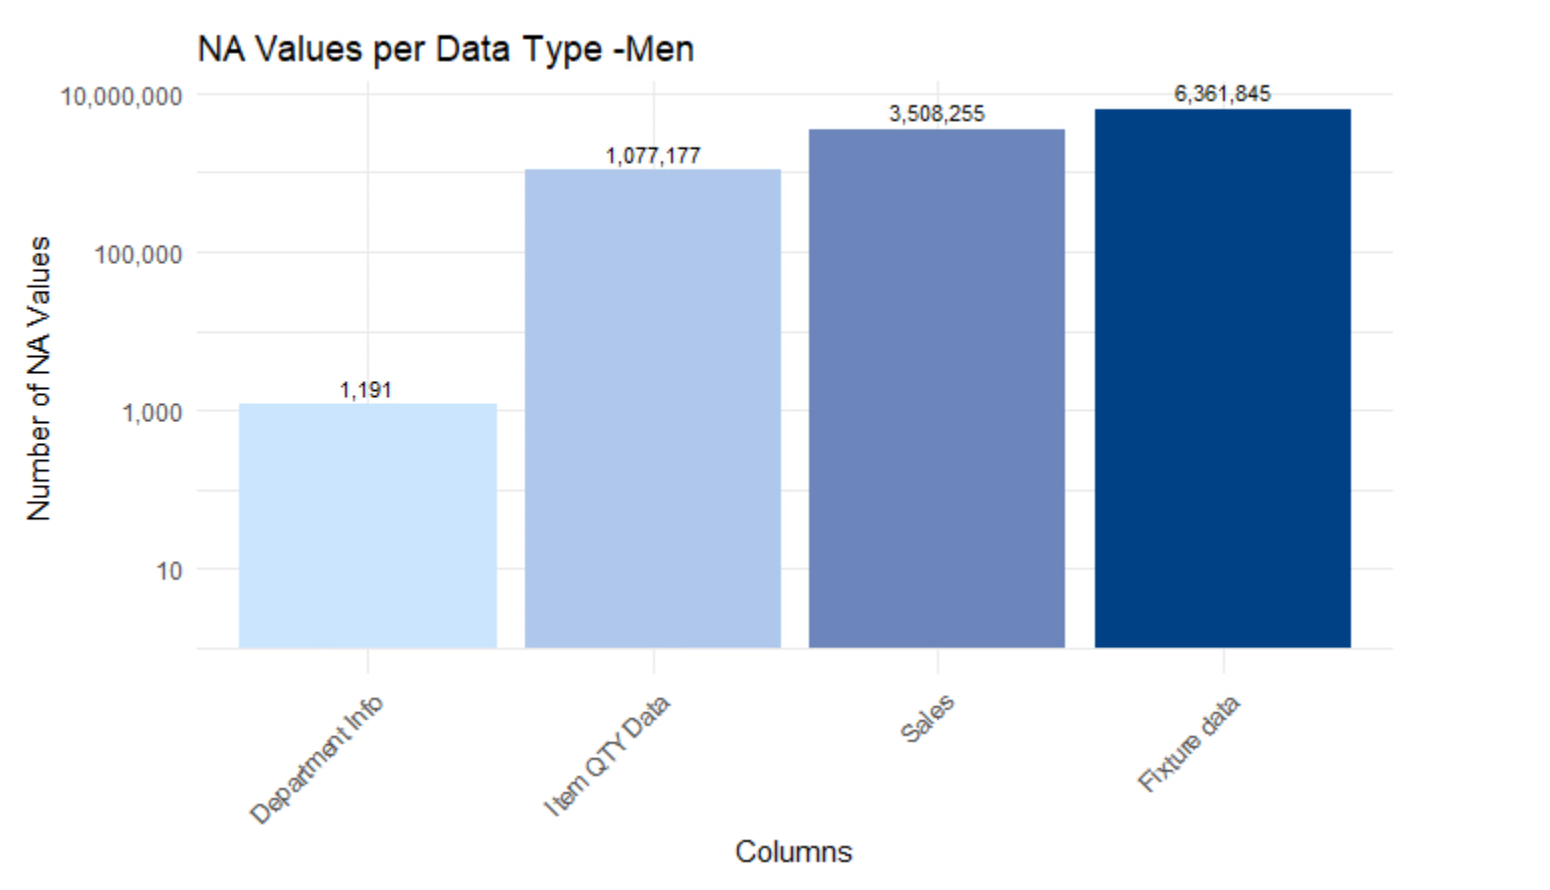 NA Values per Data Type -Men
10,000,000
100,000
1,000
10
Number of NA Values
1,191
1,077,177
3,508,255
6,361,845
Department Info
Item QTY Data
Sales
Fixture data
Columns